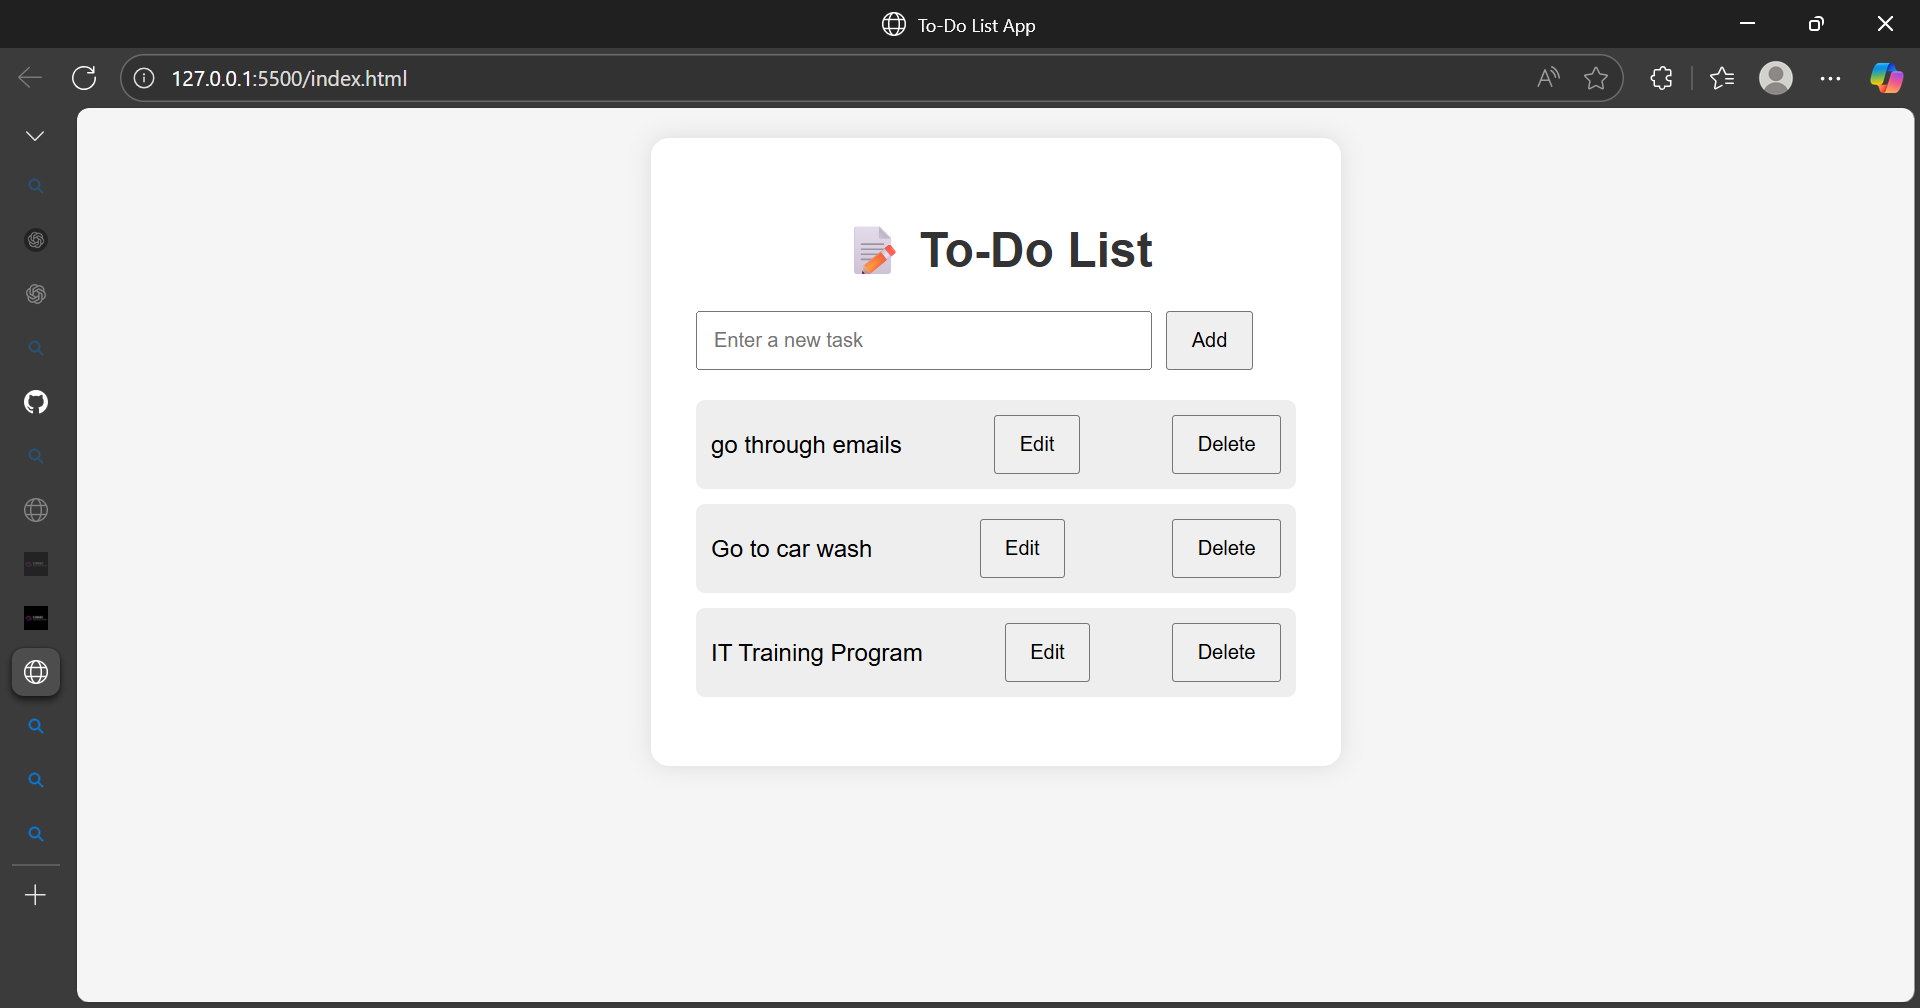 To-Do List App
127.0.0.1:5500/index.html
To-Do List
Enter a new task Add
go through emails Edit Delete
Go to car wash Edit Delete
IT Training Program Edit Delete